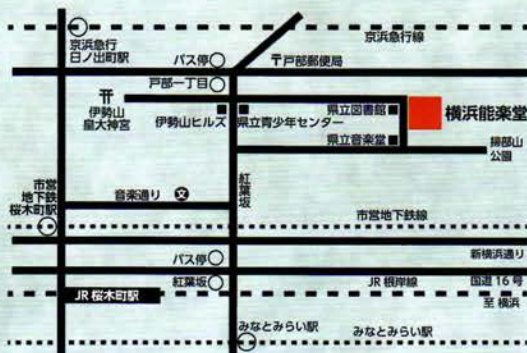 京浜急行
日ノ出町駅
京浜急行線
バス停
〒戸部郵便局
戸部一丁目
伊勢山
皇大神宮
伊勢山ヒルズ
県立青少年センター
県立図書館
県立音楽堂
横浜能楽堂
掃部山
公園
市営
地下鉄
桜木町駅
音楽通り
文
紅葉坂
市営地下鉄線
バス停
新横浜通り
紅葉坂
JR 根岸線
国道 16 号
JR 桜木町駅
至 横浜
みなとみらい駅
みなとみらい駅